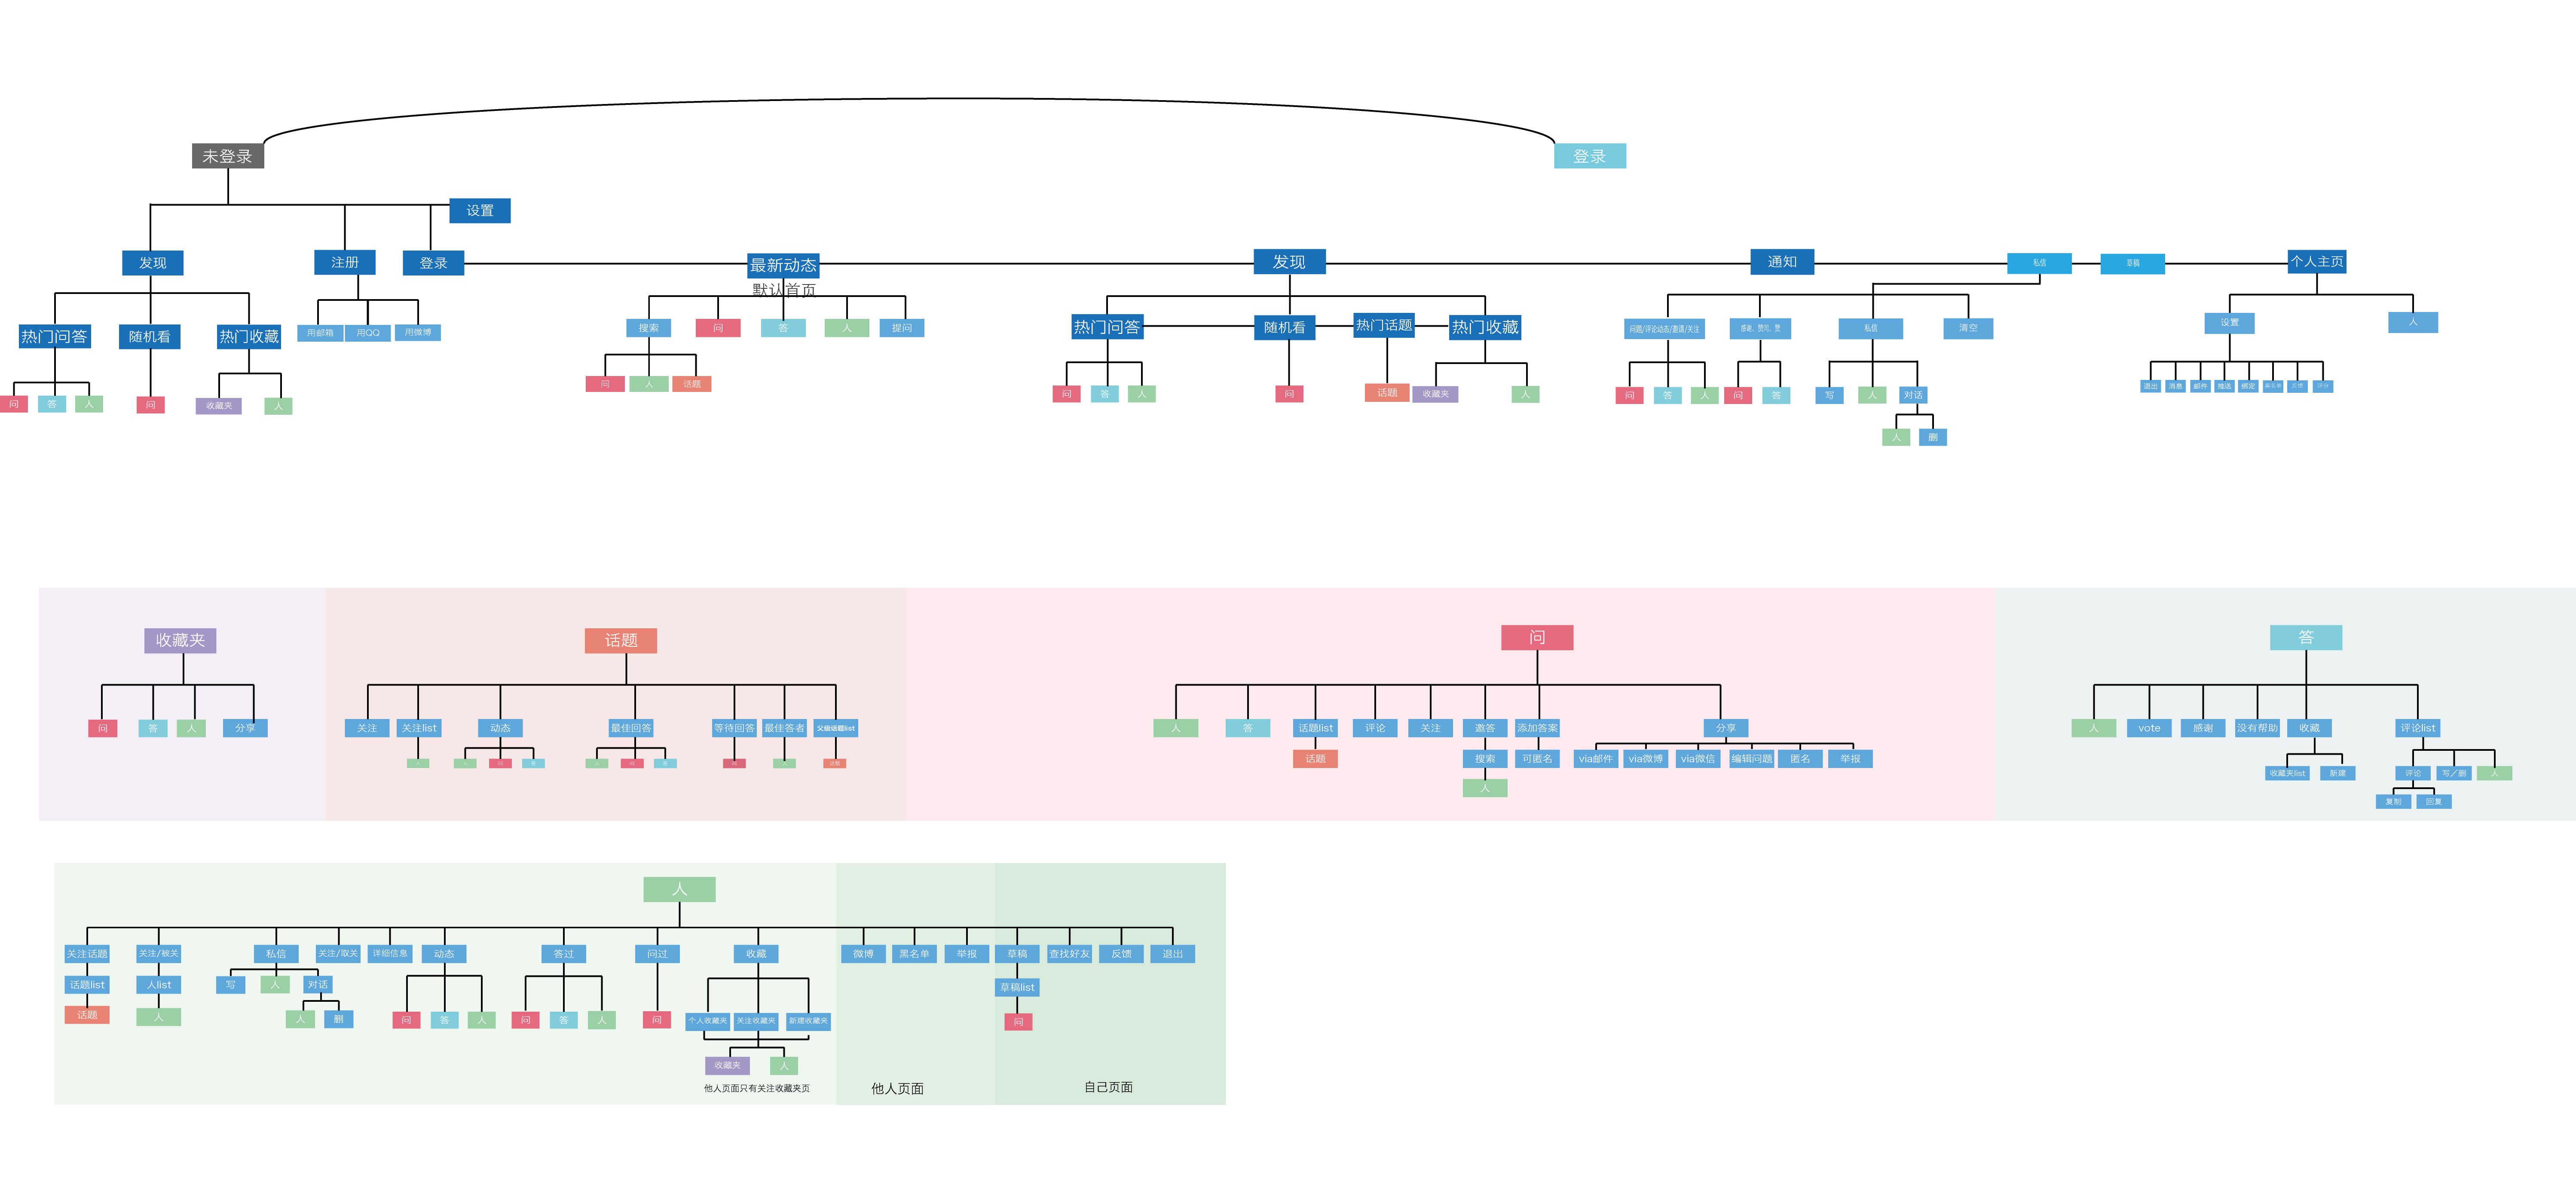 未登录
登录
设置
发现
注册
登录
最新动态
默认首页
发现
通知
私信
草稿
个人主页
热门问答
随机看
热门收藏
用邮箱
用QQ
用微博
搜索
问
答
人
提问
热门问答
随机看
热门话题
热门收藏
问题/评论动态/邀请/关注
感谢、赞同、赞
私信
清空
设置
人
问
答
人
问
收藏夹
人
问
人
话题
问
答
人
问
话题
收藏夹
人
问
答
人
问
答
写
人
对话
人
删
退出
消息
邮件
推送
绑定
反馈
收藏夹
话题
问
答
问
答
人
分享
关注
关注list
动态
最佳回答
等待回答
最佳答者
父级话题list
问
答
问
答
问
话题
人
答
话题list
评论
关注
邀答
添加答案
分享
话题
搜索
可匿名
via邮件
via微博
via微信
编辑问题
匿名
举报
人
人
vote
感谢
没有帮助
收藏
评论list
收藏夹list
新建
评论
写／删
人
复制
回复
人
关注话题
关注/被关
私信
关注/取关
详细信息
动态
答过
问过
收藏
微博
黑名单
举报
草稿
查找好友
反馈
退出
话题list
人list
写
人
对话
草稿list
话题
人
人
删
问
答
人
问
答
人
问
个人收藏夹
关注收藏夹
新建收藏夹
问
收藏夹
人
他人页面只有关注收藏夹页
他人页面
自己页面